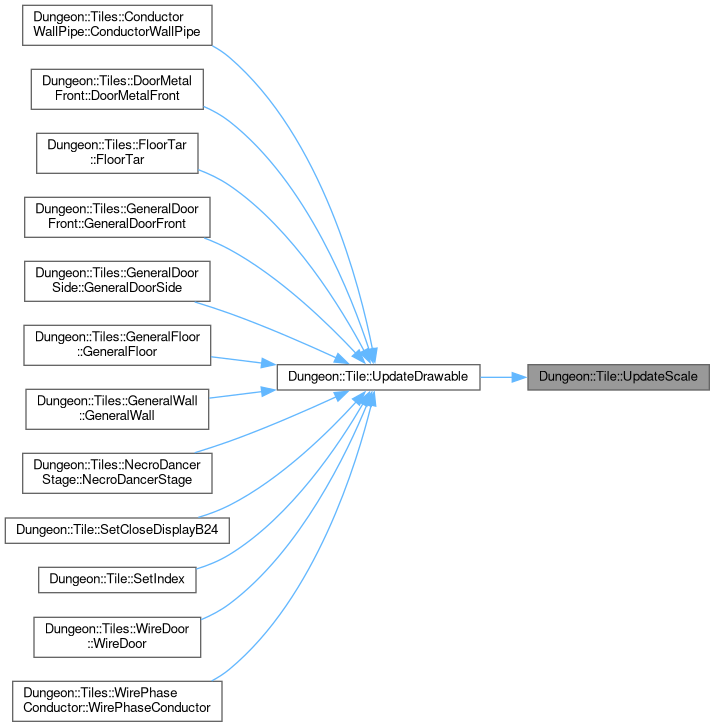 Dungeon::Tiles::Conductor
WallPipe::ConductorWallPipe
Dungeon::Tiles::DoorMetal
Front::DoorMetalFront
Dungeon::Tiles::FloorTar
::FloorTar
Dungeon::Tiles::GeneralDoor
Front::GeneralDoorFront
Dungeon::Tiles::GeneralDoor
Side::GeneralDoorSide
Dungeon::Tiles::GeneralFloor
::GeneralFloor
Dungeon::Tiles::GeneralWall
::GeneralWall
Dungeon::Tiles::NecroDancer
Stage::NecroDancerStage
Dungeon::Tile::SetCloseDisplayB24
Dungeon::Tile::SetIndex
Dungeon::Tiles::WireDoor
::WireDoor
Dungeon::Tiles::WirePhase
Conductor::WirePhaseConductor
Dungeon::Tile::UpdateDrawable
Dungeon::Tile::UpdateScale